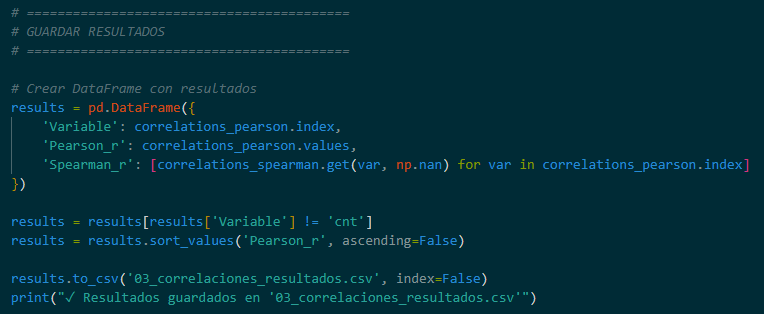 # =========================================
# GUARDAR RESULTADOS
# =========================================
# Crear DataFrame con resultados
results = pd.DataFrame({
    'Variable': correlations_pearson.index,
    'Pearson_r': correlations_pearson.values,
    'Spearman_r': [correlations_spearman.get(var, np.nan) for var in correlations_pearson.index]
})
results = results[results['Variable'] != 'cnt']
results = results.sort_values('Pearson_r', ascending=False)
results.to_csv('03_correlaciones_resultados.csv', index=False)
print("✓ Resultados guardados en '03_correlaciones_resultados.csv'")